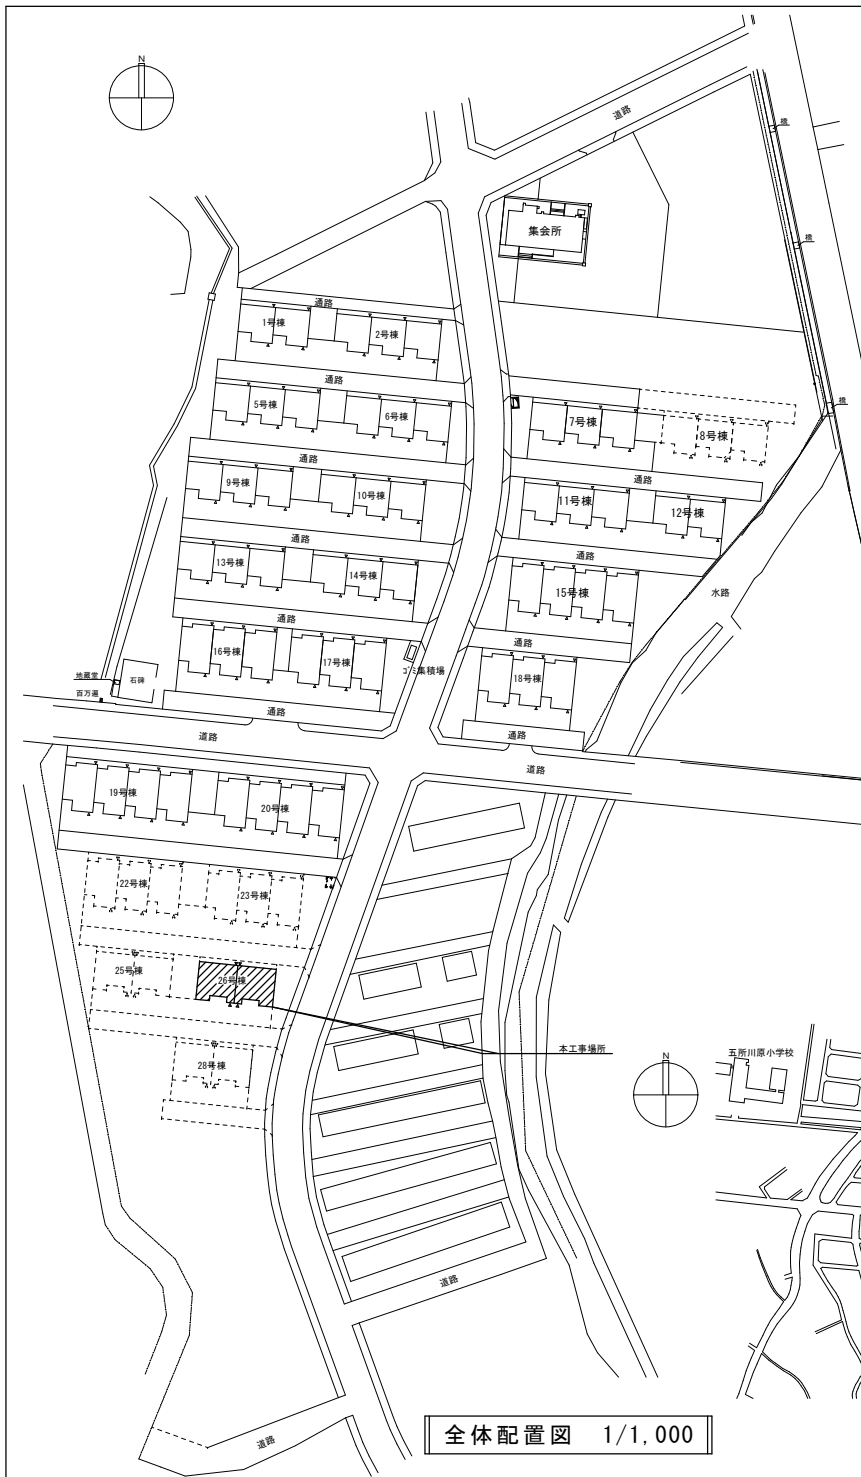 N
道路
橋
橋
集会所
通路
1号棟
2号棟
通路
橋
5号棟
6号棟
7号棟
8号棟
通路
通路
9号棟
10号棟
11号棟
12号棟
通路
通路
13号棟
14号棟
15号棟
水路
通路
通路
16号棟
17号棟
18号棟
ゴミ集積場
地蔵堂
石碑
百万遍
通路
通路
道路
道路
19号棟
20号棟
22号棟
23号棟
25号棟
26号棟
本工事場所
N
五所川原小学校
28号棟
道路
道路
全体配置図 1/1,000